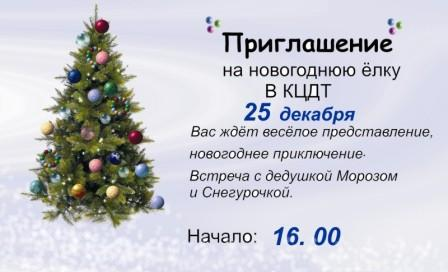 Приглашение
на новогоднюю ёлку
В КЦДТ
25 декабря
Вас ждёт весёлое представление,
новогоднее приключение.
Встреча с дедушкой Морозом
и Снегурочкой.
Начало: 16. 00